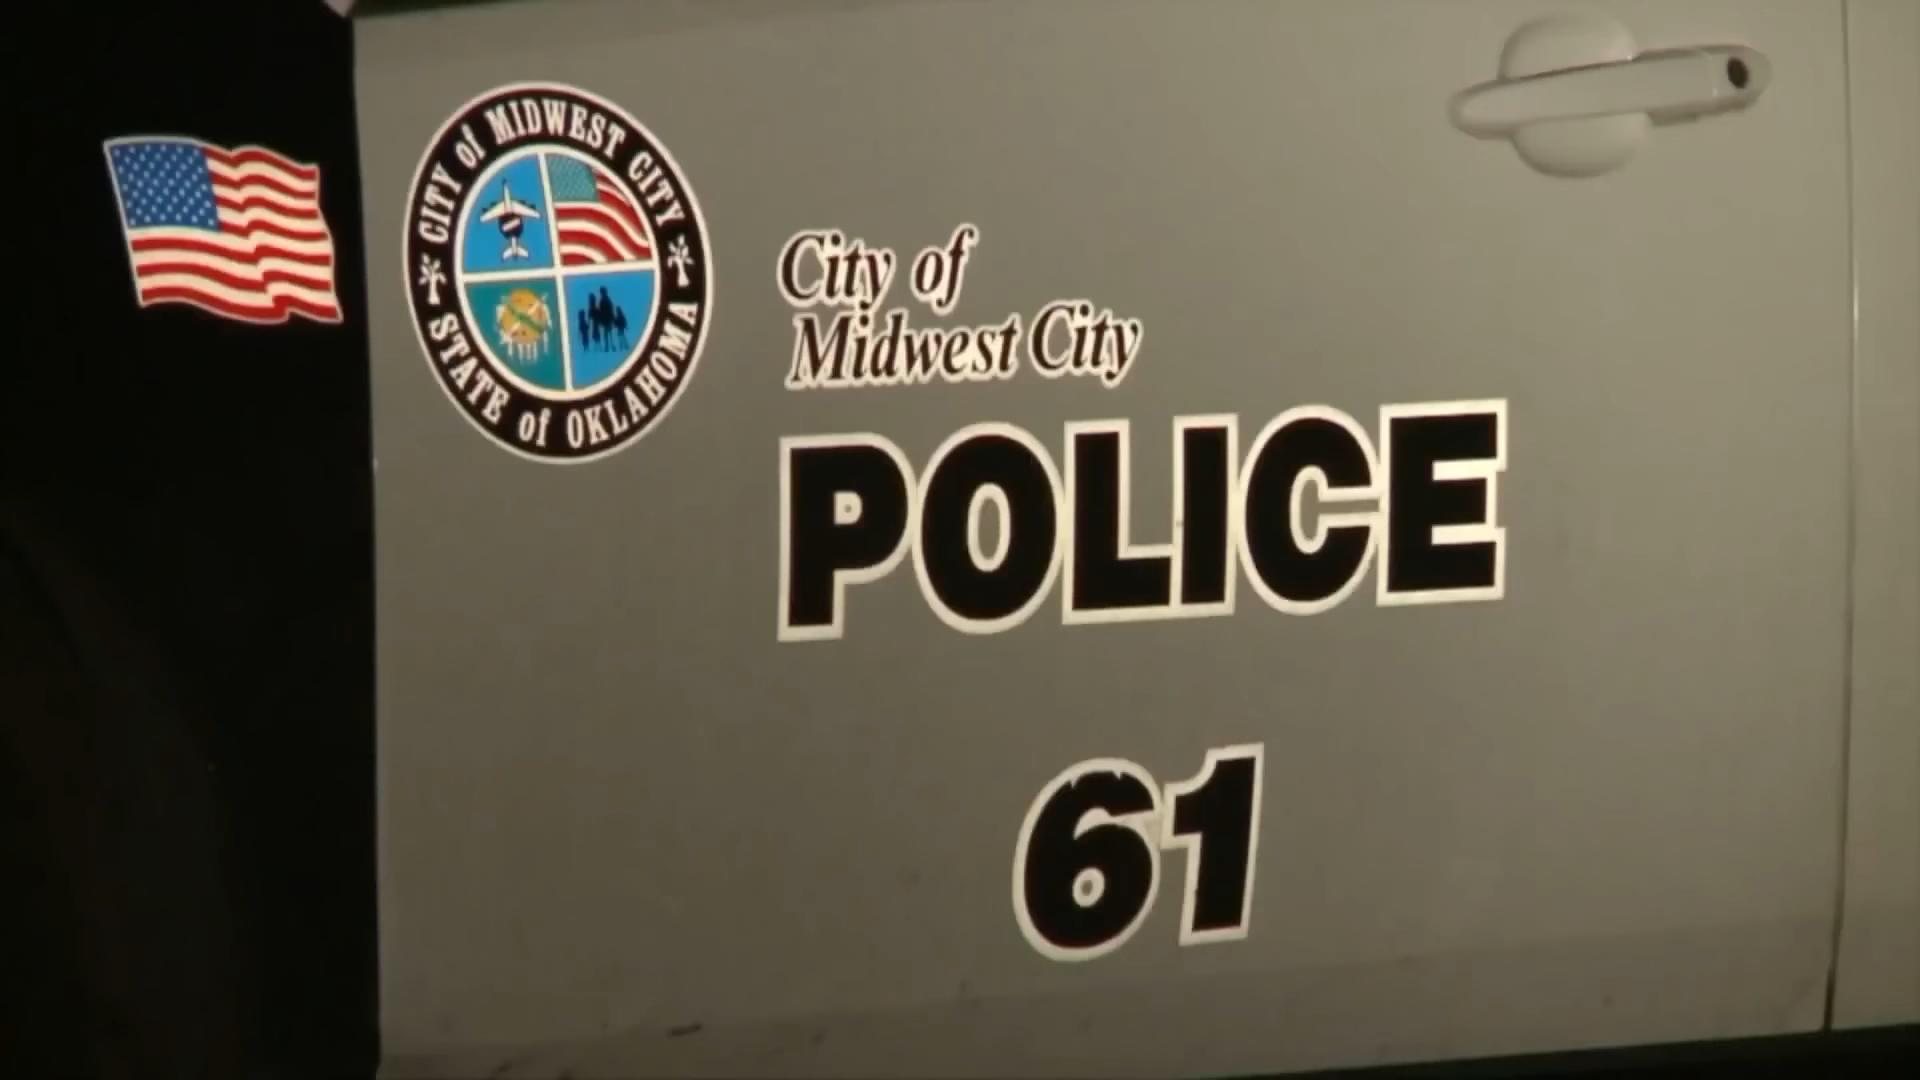 CITY of MIDWEST CITY
STATE of OKLAHOMA
City of
Midwest City
POLICE
61